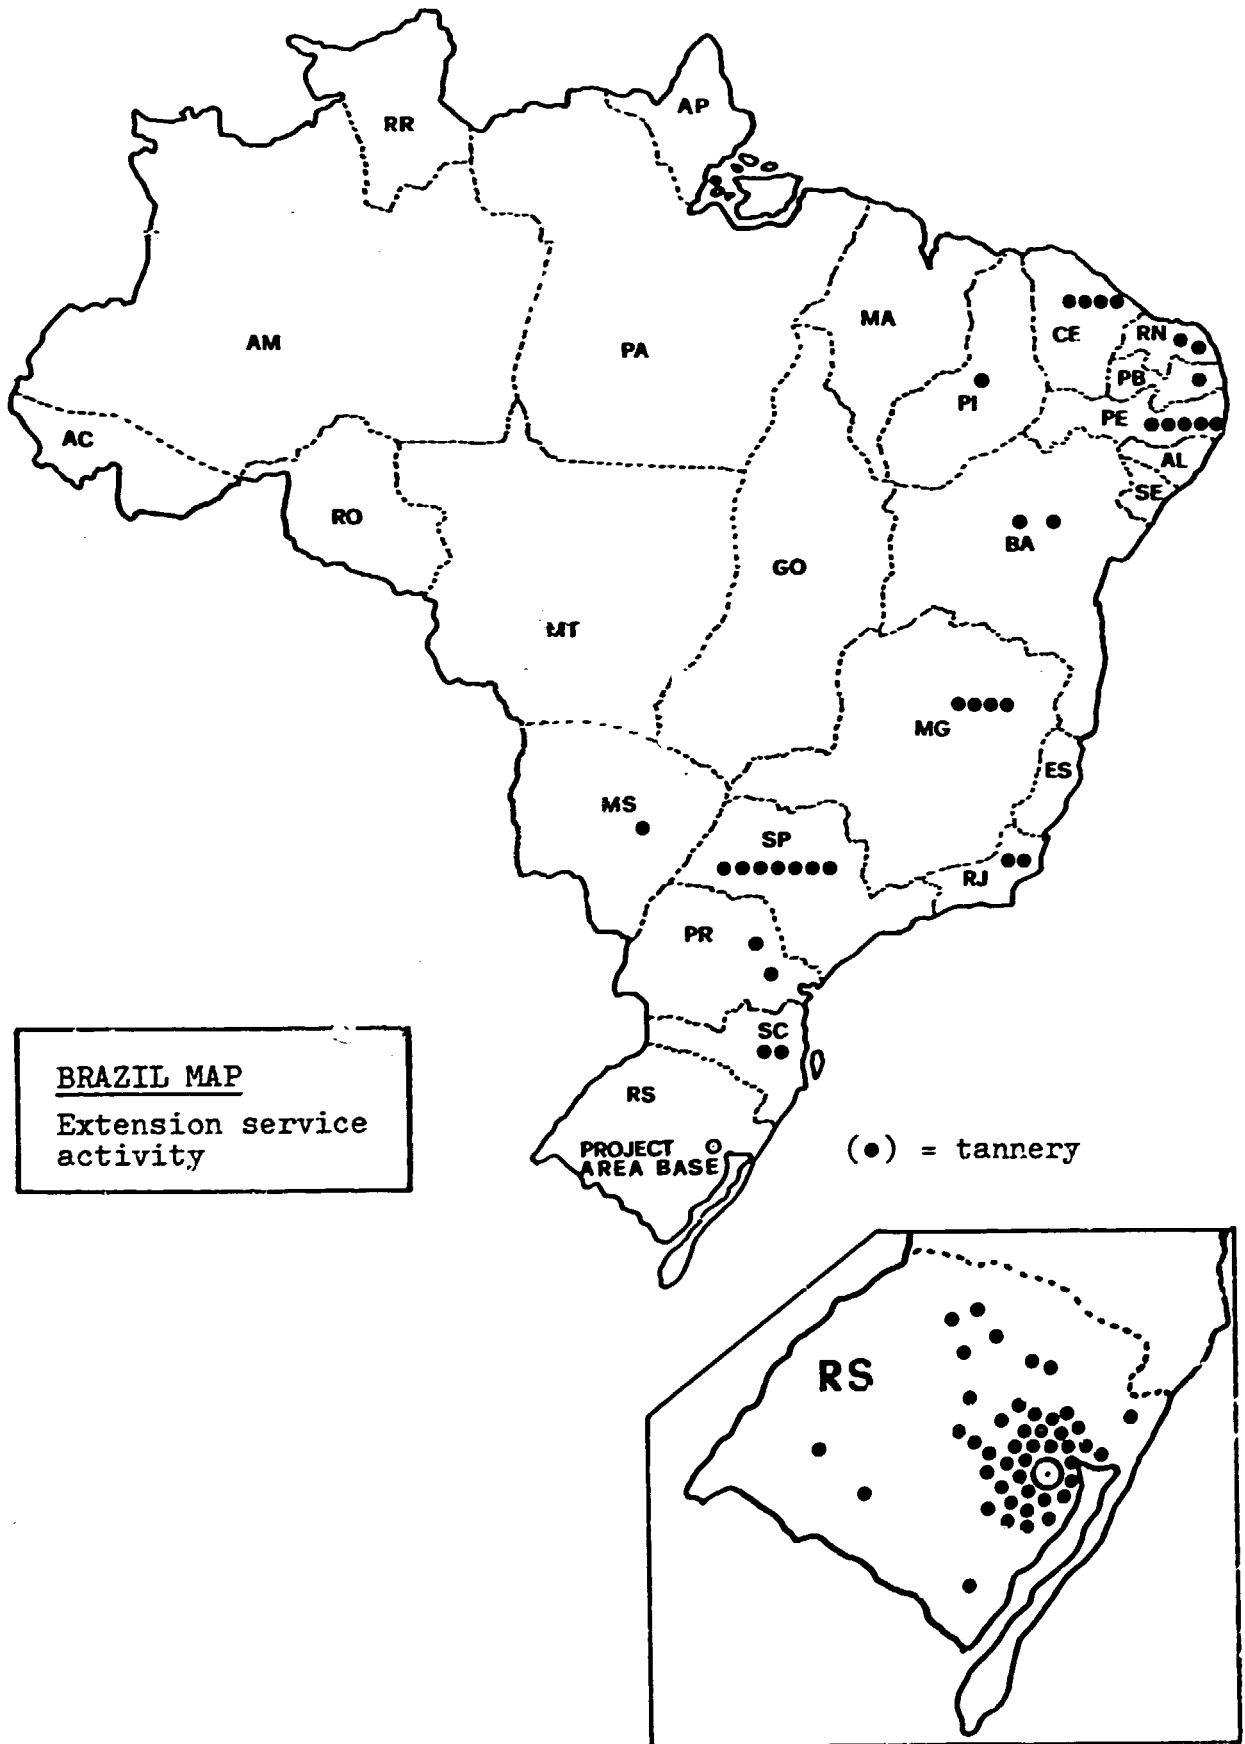 RR
AP
AM
PA
MA
CE
RN
PI
PB
PE
AC
AL
SE
RO
BA
GO
MT
MG
ES
MS
SP
RJ
PR
SC
RS
PROJECT
AREA BASE
BRAZIL MAP
Extension service
activity
(●) = tannery
RS